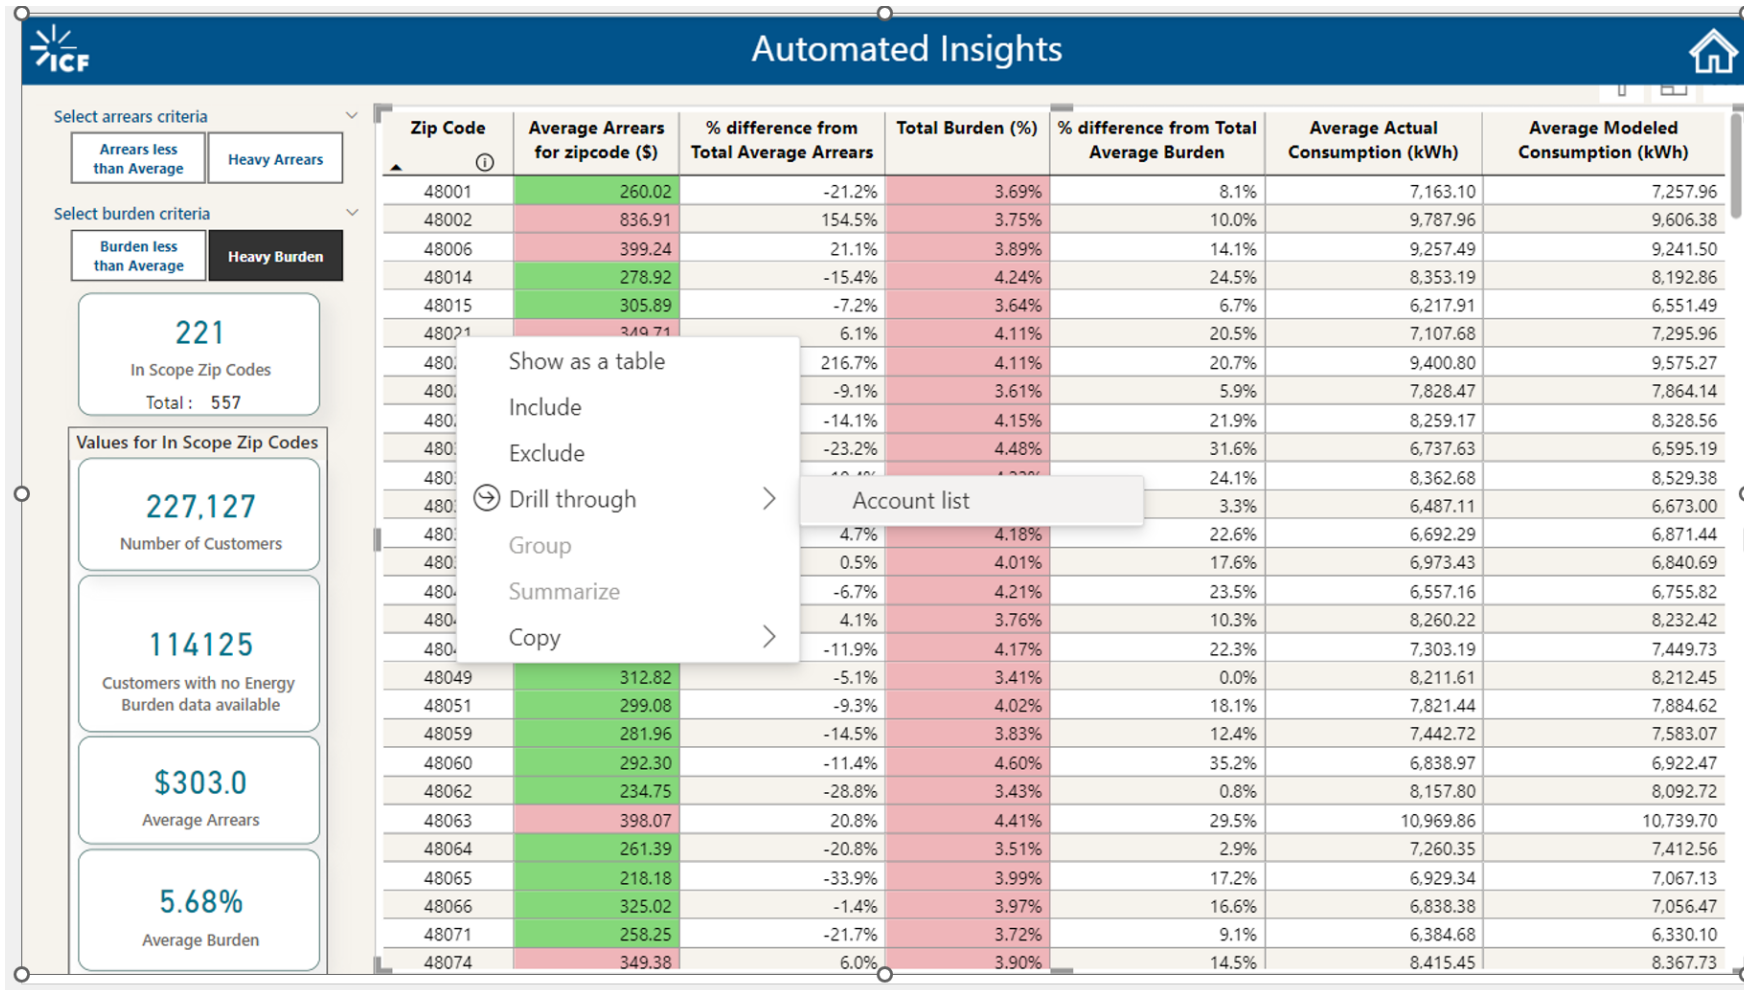 ICF
Automated Insights
Select arrears criteria
Arrears less
than Average
Heavy Arrears
Select burden criteria
Burden less
than Average
Heavy Burden
221
In Scope Zip Codes
Total : 557
Values for In Scope Zip Codes
227,127
Number of Customers
114125
Customers with no Energy
Burden data available
$303.0
Average Arrears
5.68%
Average Burden
Zip Code
Average Arrears
for zipcode ($)
% difference from
Total Average Arrears
Total Burden (%)
% difference from Total
Average Burden
Average Actual
Consumption (kWh)
Average Modeled
Consumption (kWh)
48001 260.02 -21.2% 3.69% 8.1% 7,163.10 7,257.96
48002 836.91 154.5% 3.75% 10.0% 9,787.96 9,606.38
48006 399.24 21.1% 3.89% 14.1% 9,257.49 9,241.50
48014 278.92 -15.4% 4.24% 24.5% 8,353.19 8,192.86
48015 305.89 -7.2% 3.64% 6.7% 6,217.91 6,551.49
48021 349.71 6.1% 4.11% 20.5% 7,107.68 7,295.96
480 216.7% 4.11% 20.7% 9,400.80 9,575.27
480 -9.1% 3.61% 5.9% 7,828.47 7,864.14
480 -14.1% 4.15% 21.9% 8,259.17 8,328.56
480 -23.2% 4.48% 31.6% 6,737.63 6,595.19
480 24.1% 8,362.68 8,529.38
480 3.3% 6,487.11 6,673.00
480 4.7% 4.18% 22.6% 6,692.29 6,871.44
480 0.5% 4.01% 17.6% 6,973.43 6,840.69
480 -6.7% 4.21% 23.5% 6,557.16 6,755.82
480 4.1% 3.76% 10.3% 8,260.22 8,232.42
480 -11.9% 4.17% 22.3% 7,303.19 7,449.73
48049 312.82 -5.1% 3.41% 0.0% 8,211.61 8,212.45
48051 299.08 -9.3% 4.02% 18.1% 7,821.44 7,884.62
48059 281.96 -14.5% 3.83% 12.4% 7,442.72 7,583.07
48060 292.30 -11.4% 4.60% 35.2% 6,838.97 6,922.47
48062 234.75 -28.8% 3.43% 0.8% 8,157.80 8,092.72
48063 398.07 20.8% 4.41% 29.5% 10,969.86 10,739.70
48064 261.39 -20.8% 3.51% 2.9% 7,260.35 7,412.56
48065 218.18 -33.9% 3.99% 17.2% 6,929.34 7,067.13
48066 325.02 -1.4% 3.97% 16.6% 6,838.38 7,056.47
48071 258.25 -21.7% 3.72% 9.1% 6,384.68 6,330.10
48074 349.38 6.0% 3.90% 14.5% 8,415.45 8,367.73
Show as a table
Include
Exclude
Drill through
Group
Summarize
Copy
Account list